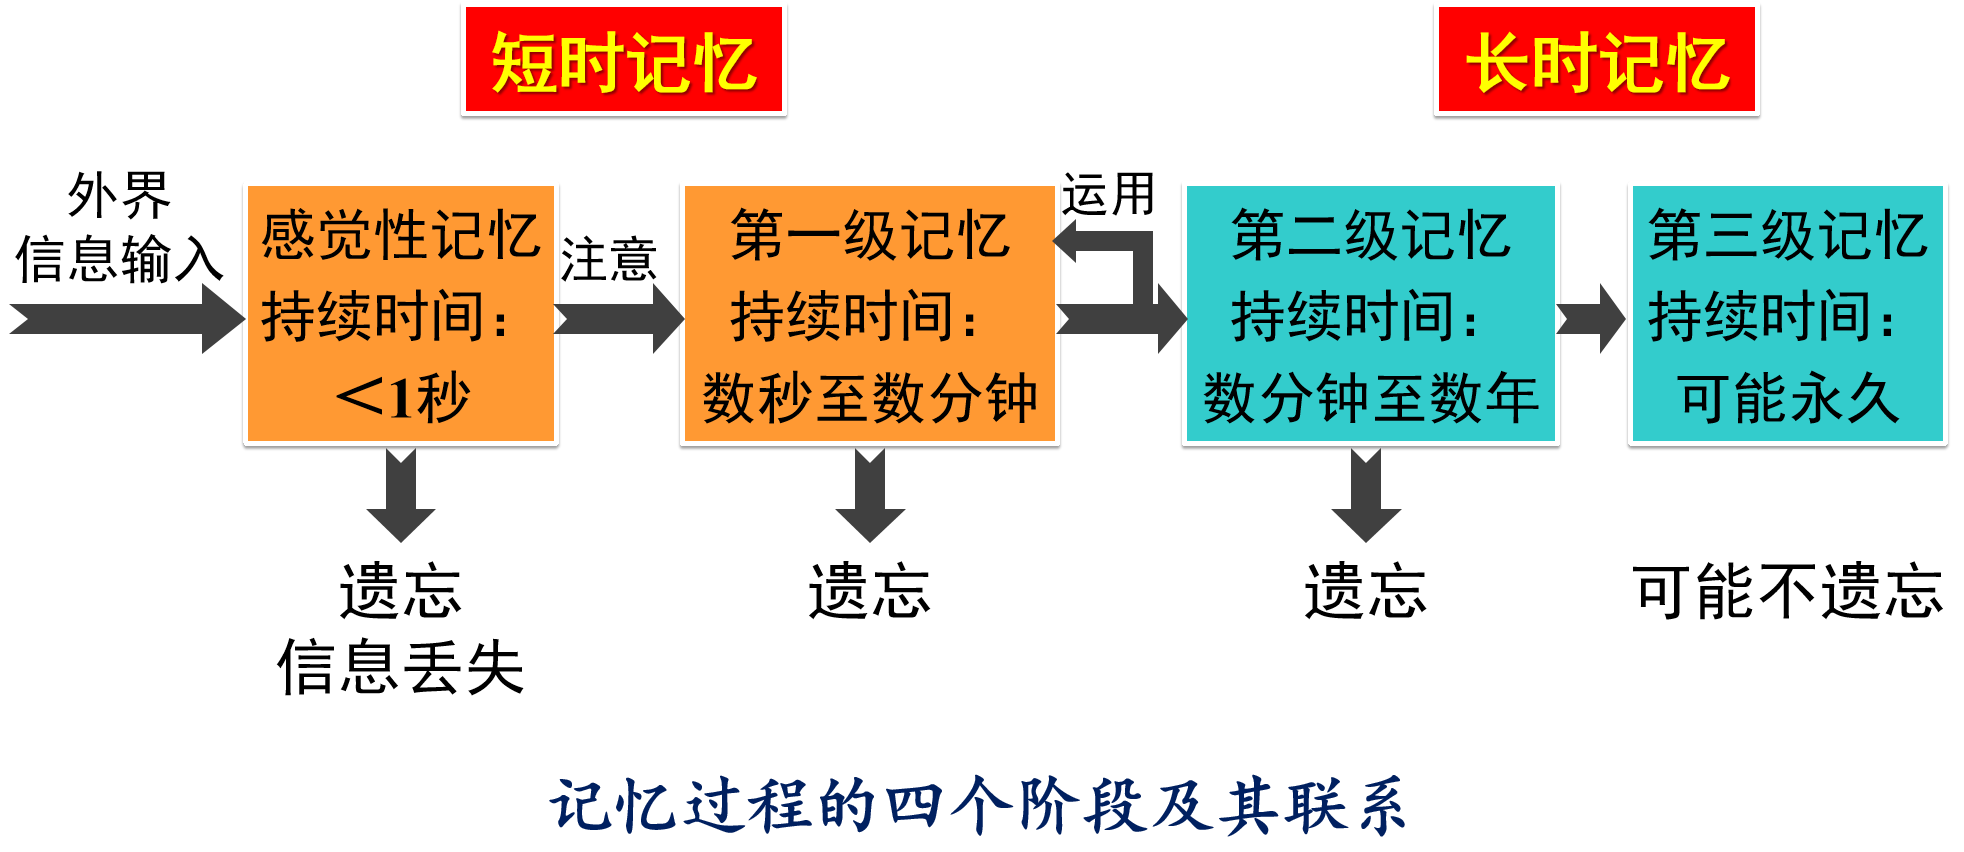 短时记忆
长时记忆
外界
信息输入
感觉性记忆
持续时间：
<1秒
注意
第一级记忆
持续时间：
数秒至数分钟
运用
第二级记忆
持续时间：
数分钟至数年
第三级记忆
持续时间：
可能永久
遗忘
信息丢失
遗忘
遗忘
可能不遗忘
记忆过程的四个阶段及其联系